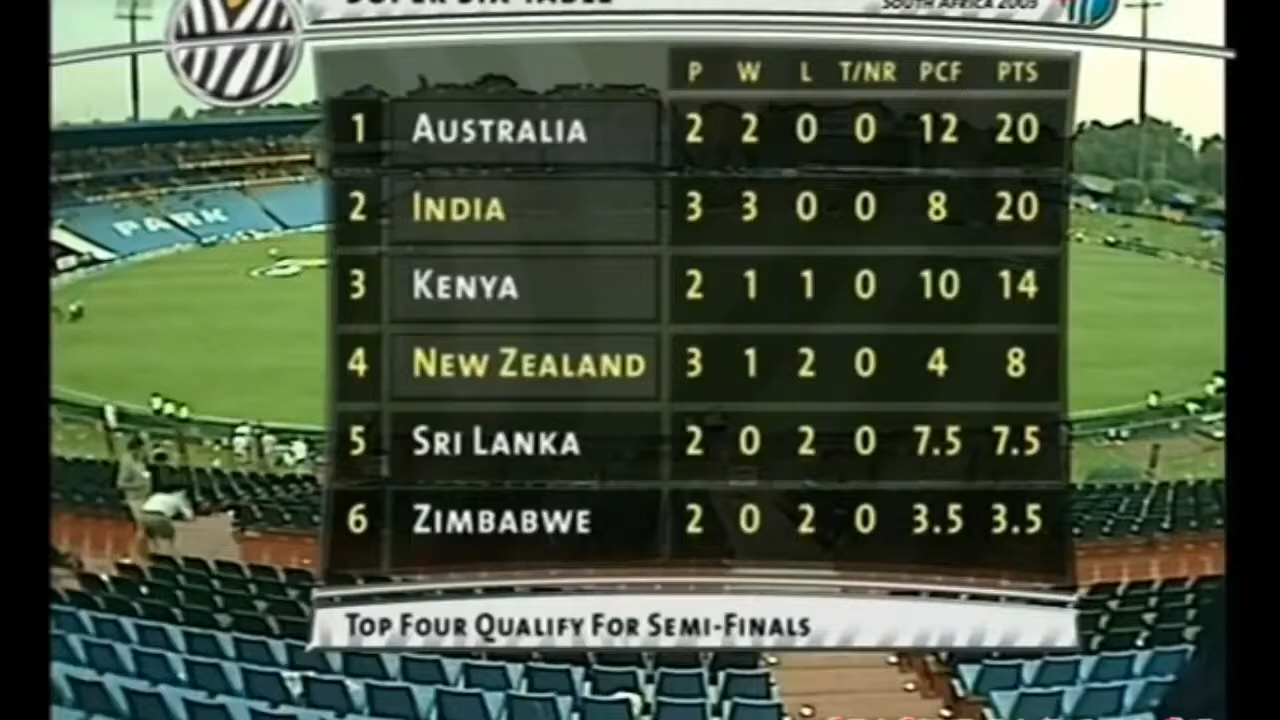 SUPER SIX TABLE
SOUTH AFRICA 2003
P W L T/NR PCF PTS
1 AUSTRALIA 2 2 0 0 12 20
2 INDIA 3 3 0 0 8 20
3 KENYA 2 1 1 0 10 14
4 NEW ZEALAND 3 1 2 0 4 8
5 SRI LANKA 2 0 2 0 7.5 7.5
6 ZIMBABWE 2 0 2 0 3.5 3.5
TOP FOUR QUALIFY FOR SEMI-FINALS
PARK